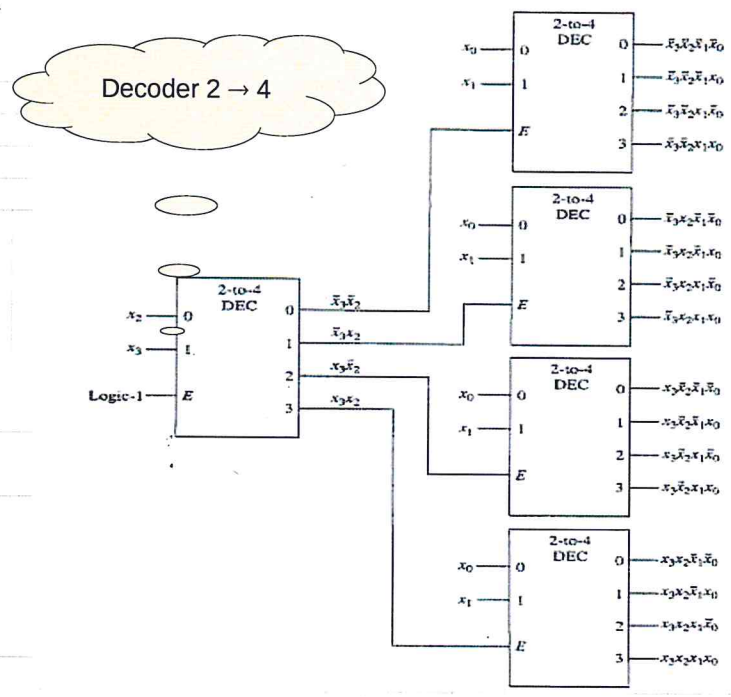 Decoder 2 → 4
2-to-4
DEC
x₀ 0 0 x̄₃x̄₂x̄₁x̄₀
x₁ 1 1 x̄₃x̄₂x̄₁x₀
2 x̄₃x̄₂x₁x̄₀
E 3 x̄₃x̄₂x₁x₀
2-to-4
DEC
x₀ 0 0 x̄₃x₂x̄₁x̄₀
x₁ 1 1 x̄₃x₂x̄₁x₀
2 x̄₃x₂x₁x̄₀
E 3 x̄₃x₂x₁x₀
2-to-4
DEC
x₂ 0 0 x̄₃x̄₂
x₃ 1 1 x̄₃x₂
2 x₃x̄₂
Logic-1 E 3 x₃x₂
2-to-4
DEC
x₀ 0 0 x₃x̄₂x̄₁x̄₀
x₁ 1 1 x₃x̄₂x̄₁x₀
2 x₃x̄₂x₁x̄₀
E 3 x₃x̄₂x₁x₀
2-to-4
DEC
x₀ 0 0 x₃x₂x̄₁x̄₀
x₁ 1 1 x₃x₂x̄₁x₀
2 x₃x₂x₁x̄₀
E 3 x₃x₂x₁x₀